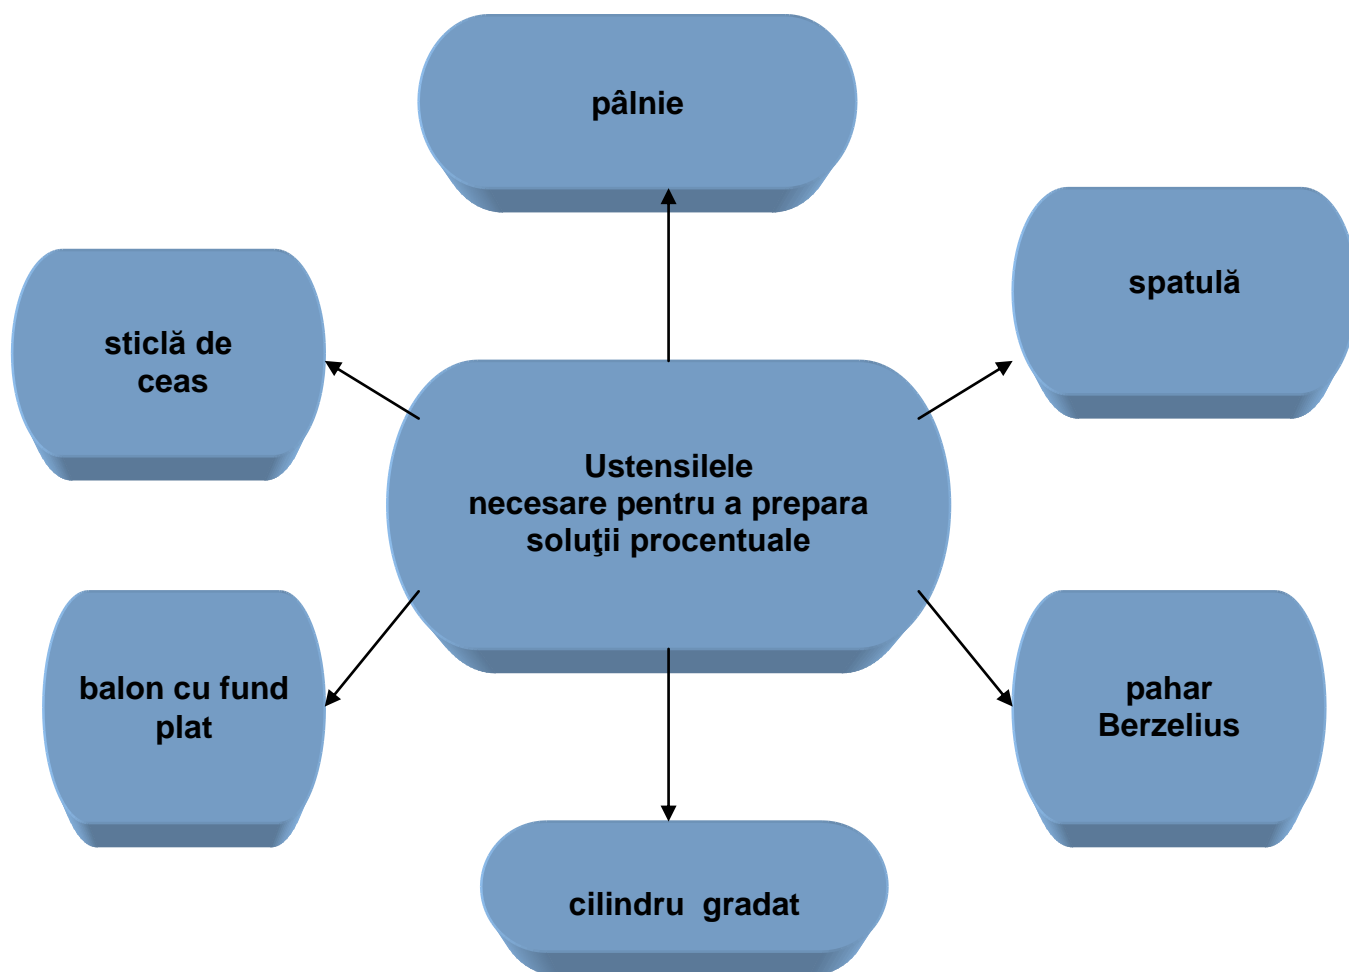 pâlnie
spatulă
sticlă de
ceas
Ustensilele
necesare pentru a prepara
soluţii procentuale
balon cu fund
plat
pahar
Berzelius
cilindru  gradat